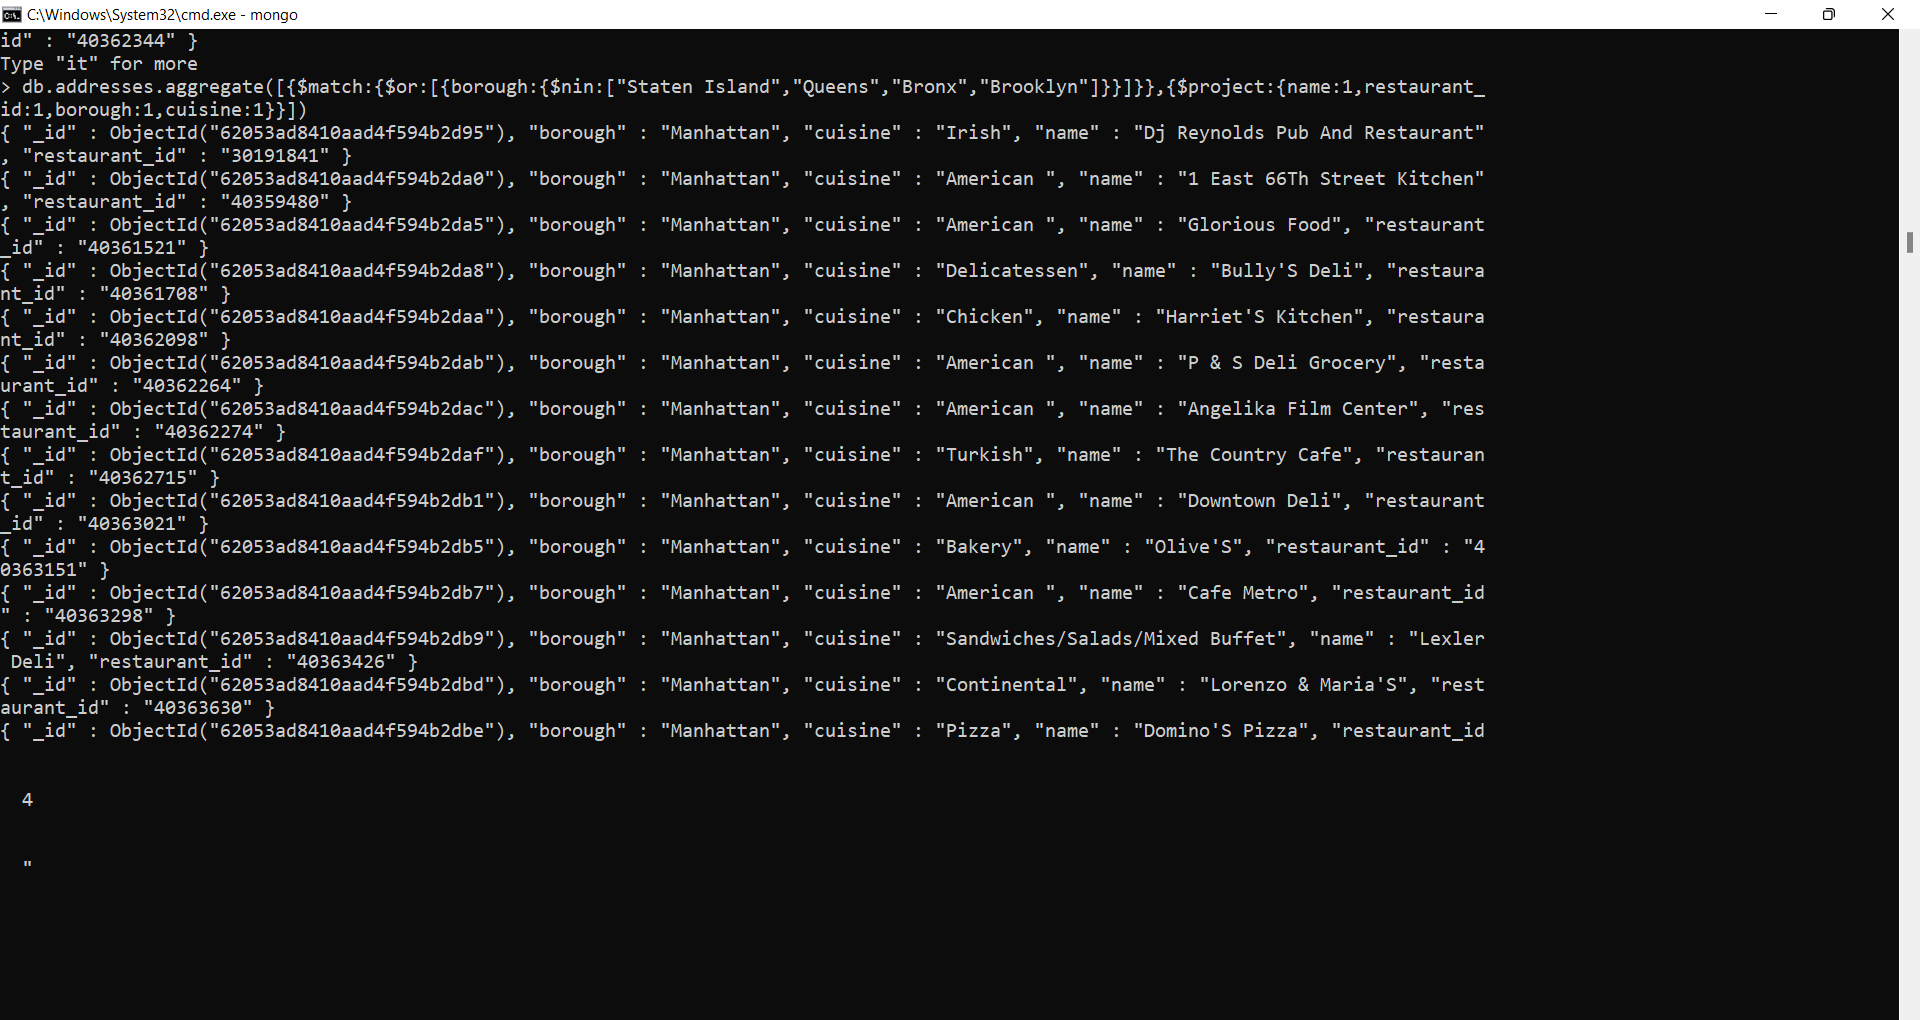 C:\Windows\System32\cmd.exe - mongo
id" : "40362344" }
Type "it" for more
> db.addresses.aggregate([{$match:{$or:[{borough:{$nin:["Staten Island","Queens","Bronx","Brooklyn"]}}]}},{$project:{name:1,restaurant_
id:1,borough:1,cuisine:1}}])
{ "_id" : ObjectId("62053ad8410aad4f594b2d95"), "borough" : "Manhattan", "cuisine" : "Irish", "name" : "Dj Reynolds Pub And Restaurant"
, "restaurant_id" : "30191841" }
{ "_id" : ObjectId("62053ad8410aad4f594b2da0"), "borough" : "Manhattan", "cuisine" : "American ", "name" : "1 East 66Th Street Kitchen"
, "restaurant_id" : "40359480" }
{ "_id" : ObjectId("62053ad8410aad4f594b2da5"), "borough" : "Manhattan", "cuisine" : "American ", "name" : "Glorious Food", "restaurant
_id" : "40361521" }
{ "_id" : ObjectId("62053ad8410aad4f594b2da8"), "borough" : "Manhattan", "cuisine" : "Delicatessen", "name" : "Bully'S Deli", "restaura
nt_id" : "40361708" }
{ "_id" : ObjectId("62053ad8410aad4f594b2daa"), "borough" : "Manhattan", "cuisine" : "Chicken", "name" : "Harriet'S Kitchen", "restaura
nt_id" : "40362098" }
{ "_id" : ObjectId("62053ad8410aad4f594b2dab"), "borough" : "Manhattan", "cuisine" : "American ", "name" : "P & S Deli Grocery", "resta
urant_id" : "40362264" }
{ "_id" : ObjectId("62053ad8410aad4f594b2dac"), "borough" : "Manhattan", "cuisine" : "American ", "name" : "Angelika Film Center", "res
taurant_id" : "40362274" }
{ "_id" : ObjectId("62053ad8410aad4f594b2daf"), "borough" : "Manhattan", "cuisine" : "Turkish", "name" : "The Country Cafe", "restauran
t_id" : "40362715" }
{ "_id" : ObjectId("62053ad8410aad4f594b2db1"), "borough" : "Manhattan", "cuisine" : "American ", "name" : "Downtown Deli", "restaurant
_id" : "40363021" }
{ "_id" : ObjectId("62053ad8410aad4f594b2db5"), "borough" : "Manhattan", "cuisine" : "Bakery", "name" : "Olive'S", "restaurant_id" : "4
0363151" }
{ "_id" : ObjectId("62053ad8410aad4f594b2db7"), "borough" : "Manhattan", "cuisine" : "American ", "name" : "Cafe Metro", "restaurant_id
" : "40363298" }
{ "_id" : ObjectId("62053ad8410aad4f594b2db9"), "borough" : "Manhattan", "cuisine" : "Sandwiches/Salads/Mixed Buffet", "name" : "Lexler
 Deli", "restaurant_id" : "40363426" }
{ "_id" : ObjectId("62053ad8410aad4f594b2dbd"), "borough" : "Manhattan", "cuisine" : "Continental", "name" : "Lorenzo & Maria'S", "rest
aurant_id" : "40363630" }
{ "_id" : ObjectId("62053ad8410aad4f594b2dbe"), "borough" : "Manhattan", "cuisine" : "Pizza", "name" : "Domino'S Pizza", "restaurant_id
4
"